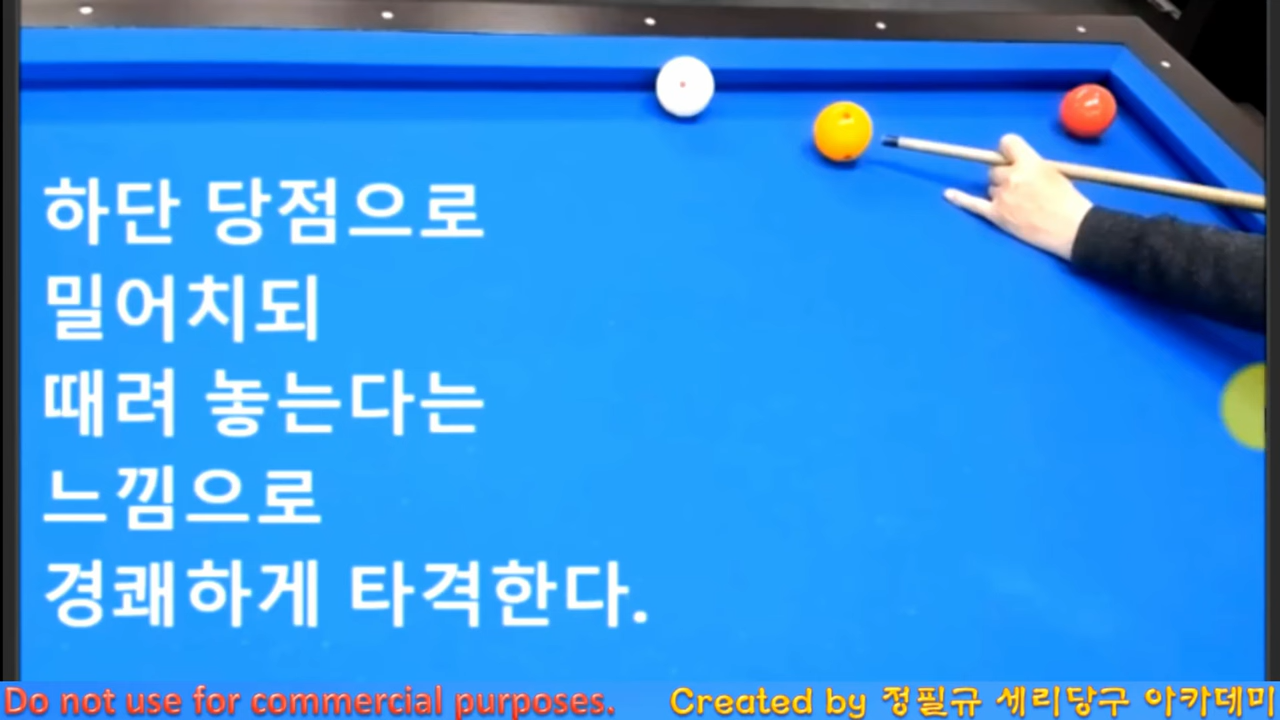 하단 당점으로
밀어치되
때려 놓는다는
느낌으로
경쾌하게 타격한다.
Do not use for commercial purposes. Created by 정필규 세리당구 아카데미